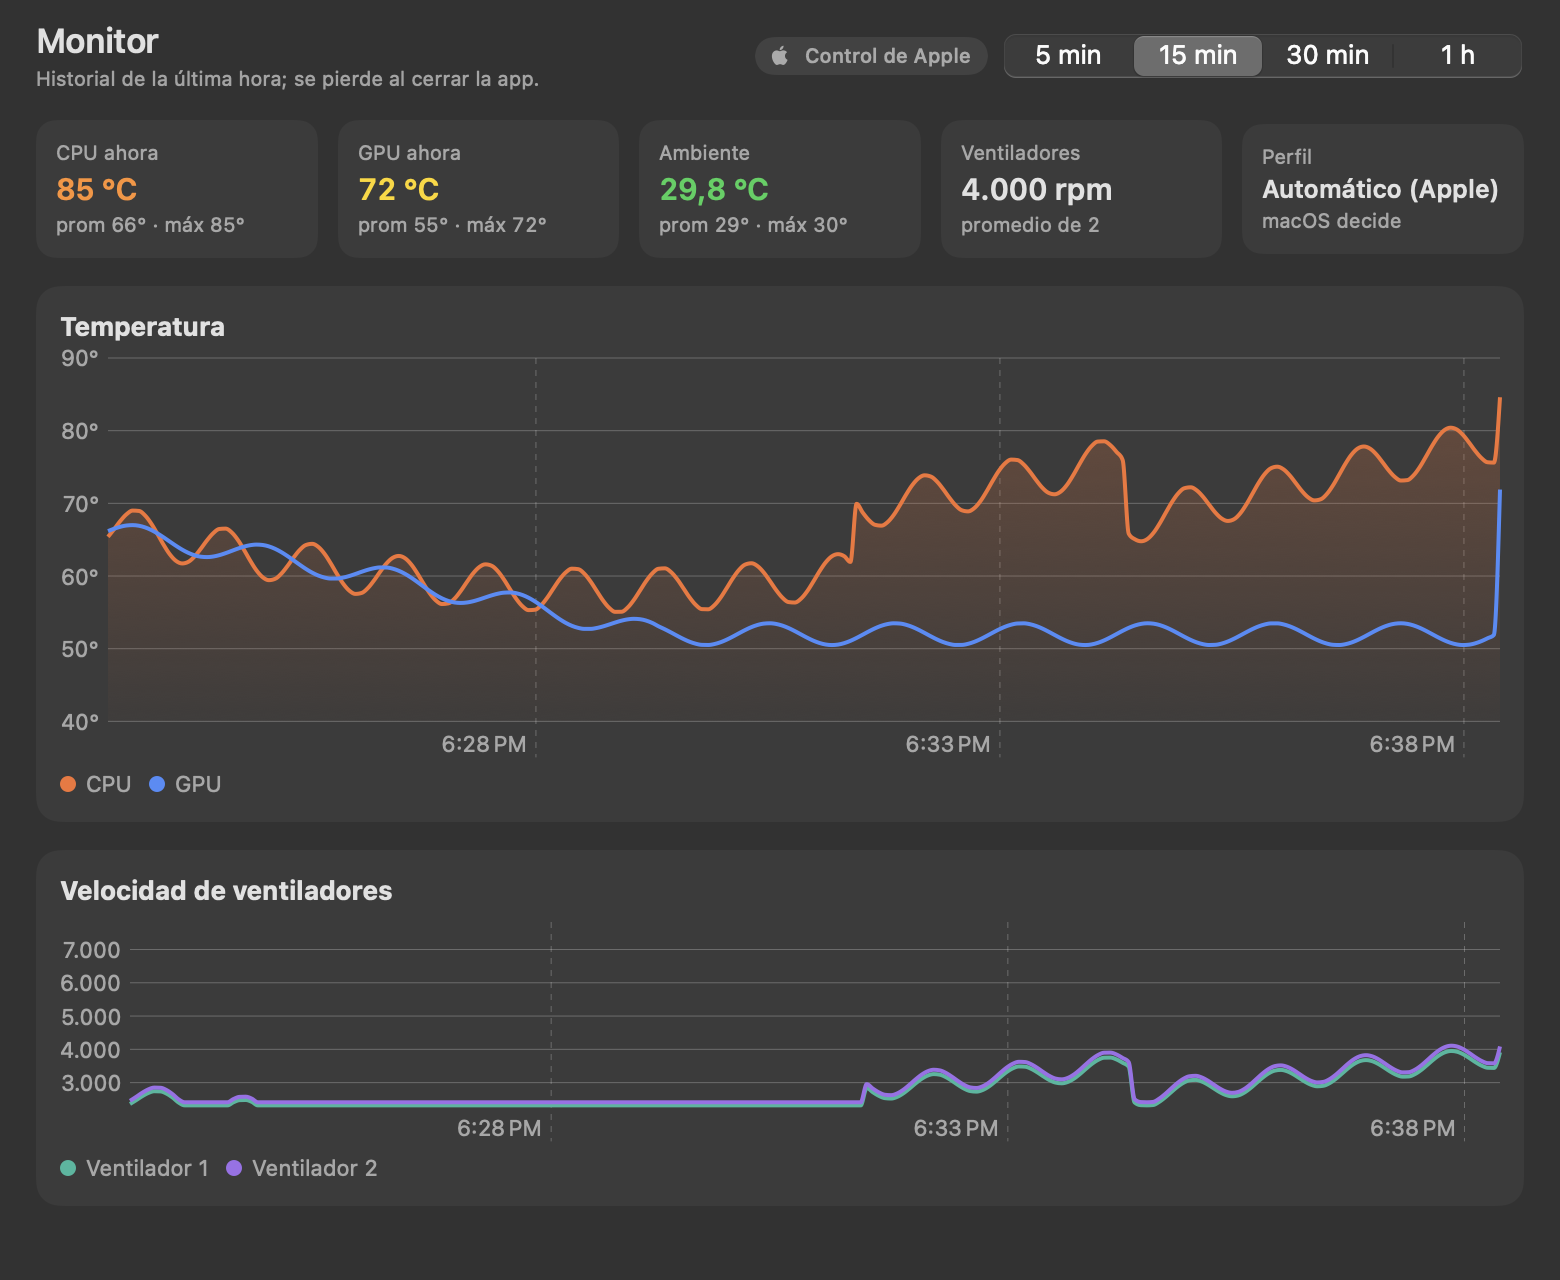 Monitor
Historial de la última hora; se pierde al cerrar la app.
Control de Apple
5 min
15 min
30 min
1 h
CPU ahora
85 °C
prom 66° · máx 85°
GPU ahora
72 °C
prom 55° · máx 72°
Ambiente
29,8 °C
prom 29° · máx 30°
Ventiladores
4.000 rpm
promedio de 2
Perfil
Automático (Apple)
macOS decide
Temperatura
90°
80°
70°
60°
50°
40°
6:28 PM
6:33 PM
6:38 PM
CPU
GPU
Velocidad de ventiladores
7.000
6.000
5.000
4.000
3.000
6:28 PM
6:33 PM
6:38 PM
Ventilador 1
Ventilador 2